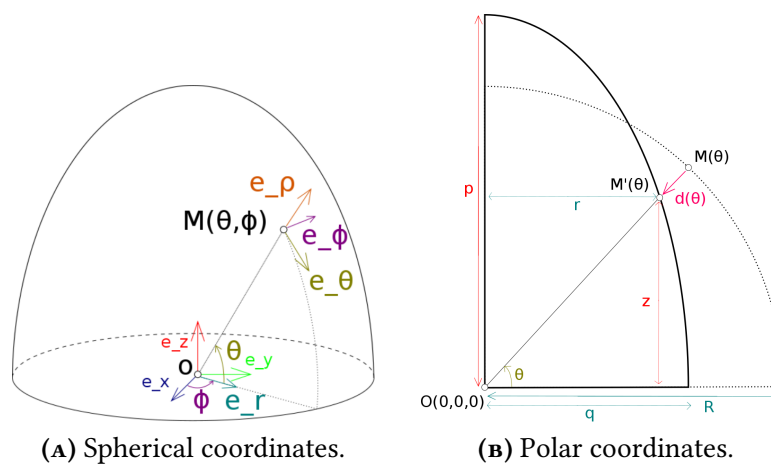 e_ρ
M(θ,ϕ)
e_ϕ
e_θ
e_z
θ
o
e_y
e_x
ϕ
e_r
(A) Spherical coordinates.
p
M(θ)
M'(θ)
d(θ)
r
z
θ
O(0,0,0)
q
R
(B) Polar coordinates.